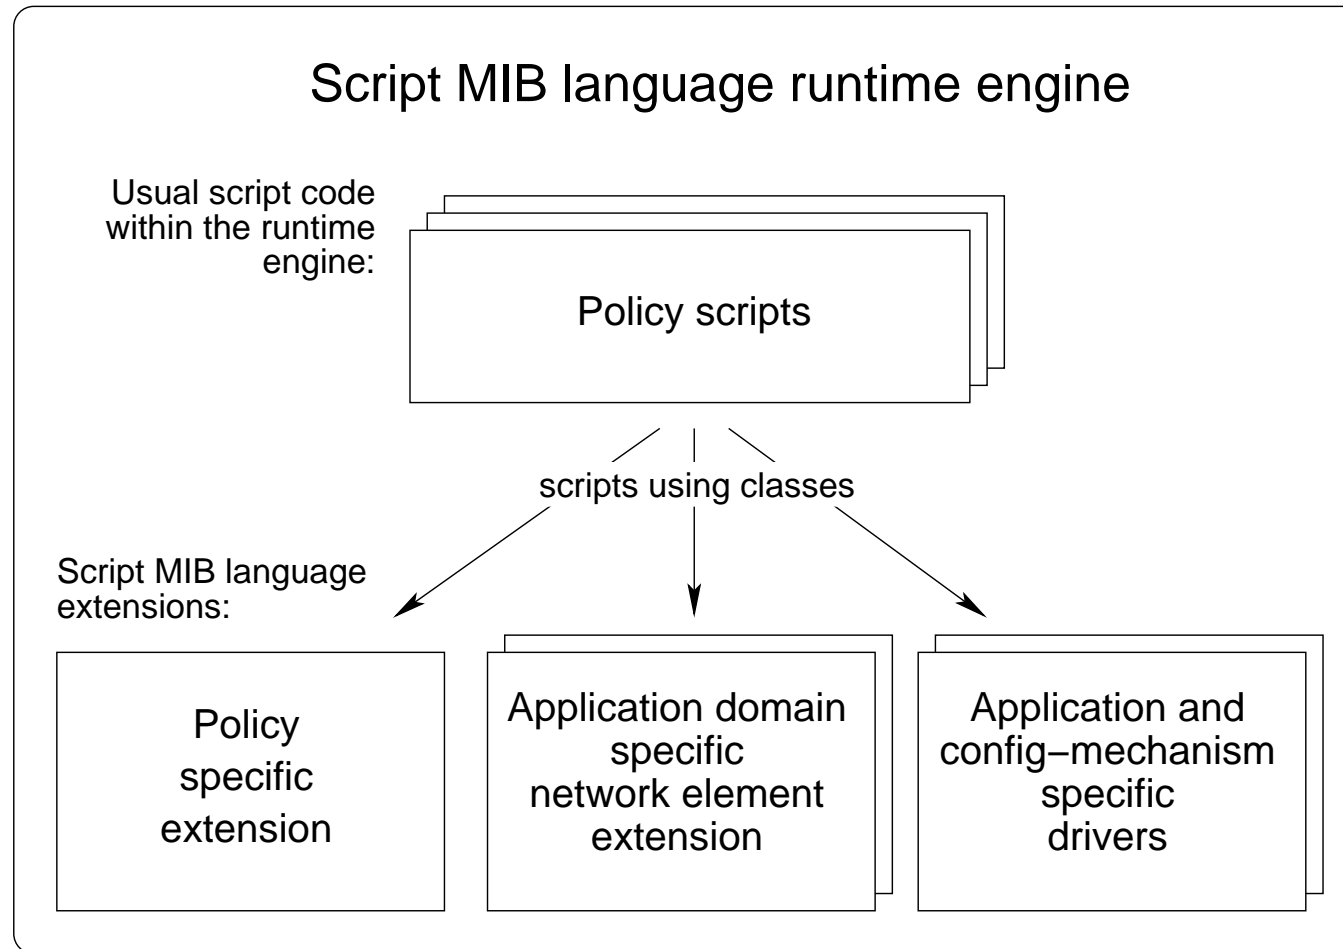 Script MIB language runtime engine
Usual script code
within the runtime
engine:
Policy scripts
scripts using classes
Script MIB language
extensions:
Policy
specific
extension
Application domain
specific
network element
extension
Application and
config−mechanism
specific
drivers